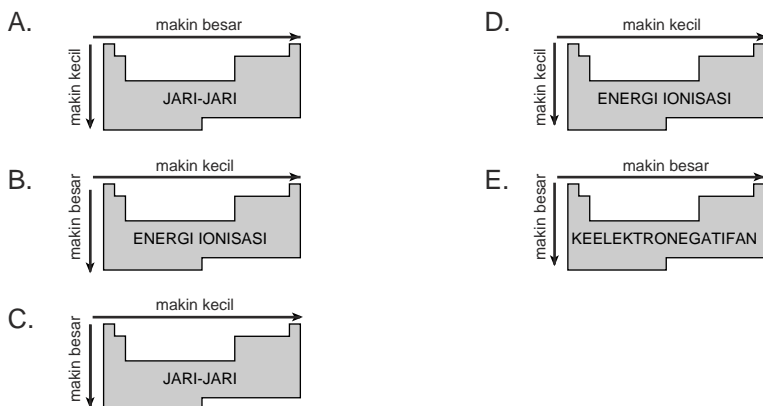 A.
makin besar
makin kecil
JARI-JARI
B.
makin kecil
makin besar
ENERGI IONISASI
C.
makin kecil
makin besar
JARI-JARI
D.
makin kecil
makin kecil
ENERGI IONISASI
E.
makin besar
makin besar
KEELEKTRONEGATIFAN